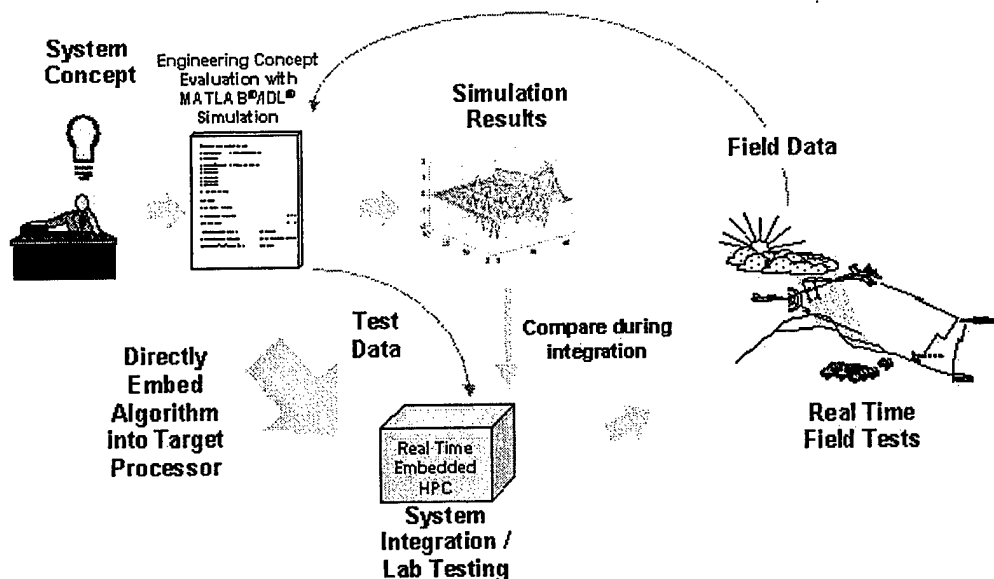 System
Concept
Engineering Concept
Evaluation with
MATLAB®/IDL®
Simulation
Simulation
Results
Field Data
Test
Data
Compare during
integration
Directly
Embed
Algorithm
into Target
Processor
Real Time
Embedded
HPC
System
Integration /
Lab Testing
Real Time
Field Tests